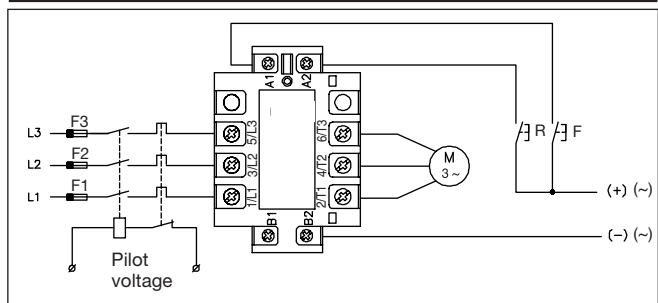 A1 A2
F3
L3
5/L3 6/T3
R F
F2
L2
3/L2 4/T2
M
3 ~
F1
L1
1/L1 2/T1
(+) (~)
B1 B2
(−) (~)
Pilot
voltage